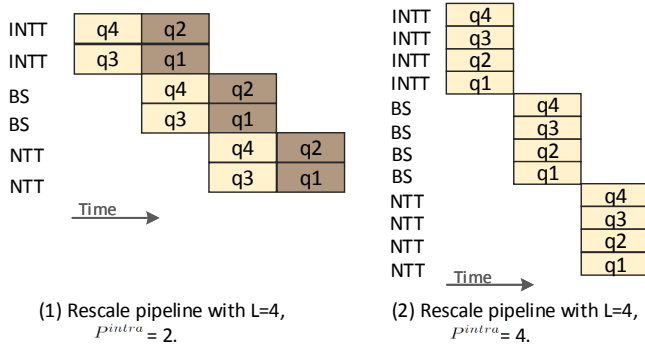 INTT q4 q2
INTT q3 q1
BS q4 q2
BS q3 q1
NTT q4 q2
NTT q3 q1
Time
(1) Rescale pipeline with L=4,
P^intra = 2.
INTT q4
INTT q3
INTT q2
INTT q1
BS q4
BS q3
BS q2
BS q1
NTT q4
NTT q3
NTT q2
NTT q1
Time
(2) Rescale pipeline with L=4,
P^intra = 4.